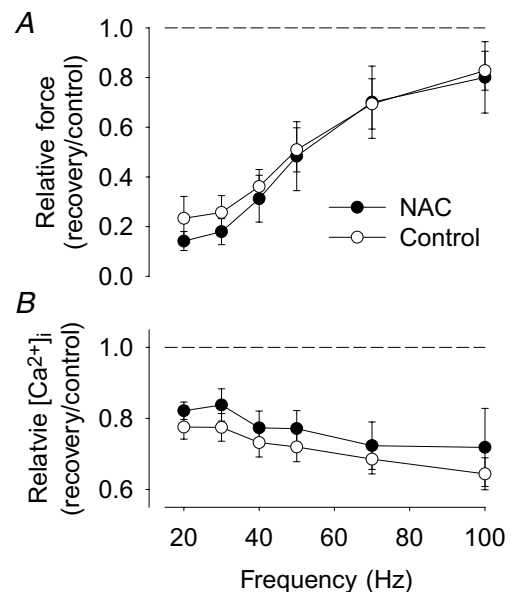 A
Relative force
(recovery/control)
1.0
0.8
0.6
0.4
0.2
0.0
NAC
Control
B
Relatvie [Ca²⁺]i
(recovery/control)
1.0
0.8
0.6
20 40 60 80 100
Frequency (Hz)